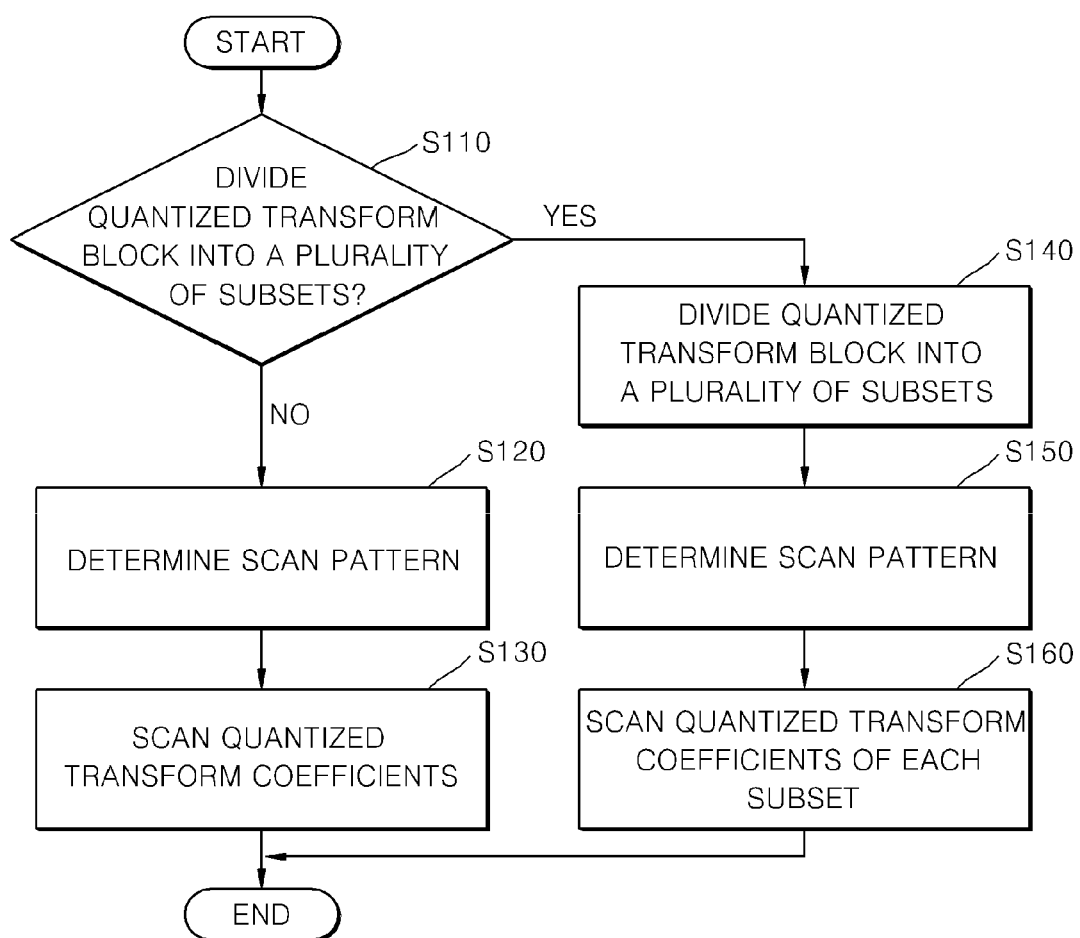 START
S110
DIVIDE
QUANTIZED TRANSFORM
BLOCK INTO A PLURALITY
OF SUBSETS?
YES
NO
S140
DIVIDE QUANTIZED
TRANSFORM BLOCK INTO
A PLURALITY OF SUBSETS
S120
DETERMINE SCAN PATTERN
S150
DETERMINE SCAN PATTERN
S130
SCAN QUANTIZED
TRANSFORM COEFFICIENTS
S160
SCAN QUANTIZED TRANSFORM
COEFFICIENTS OF EACH
SUBSET
END